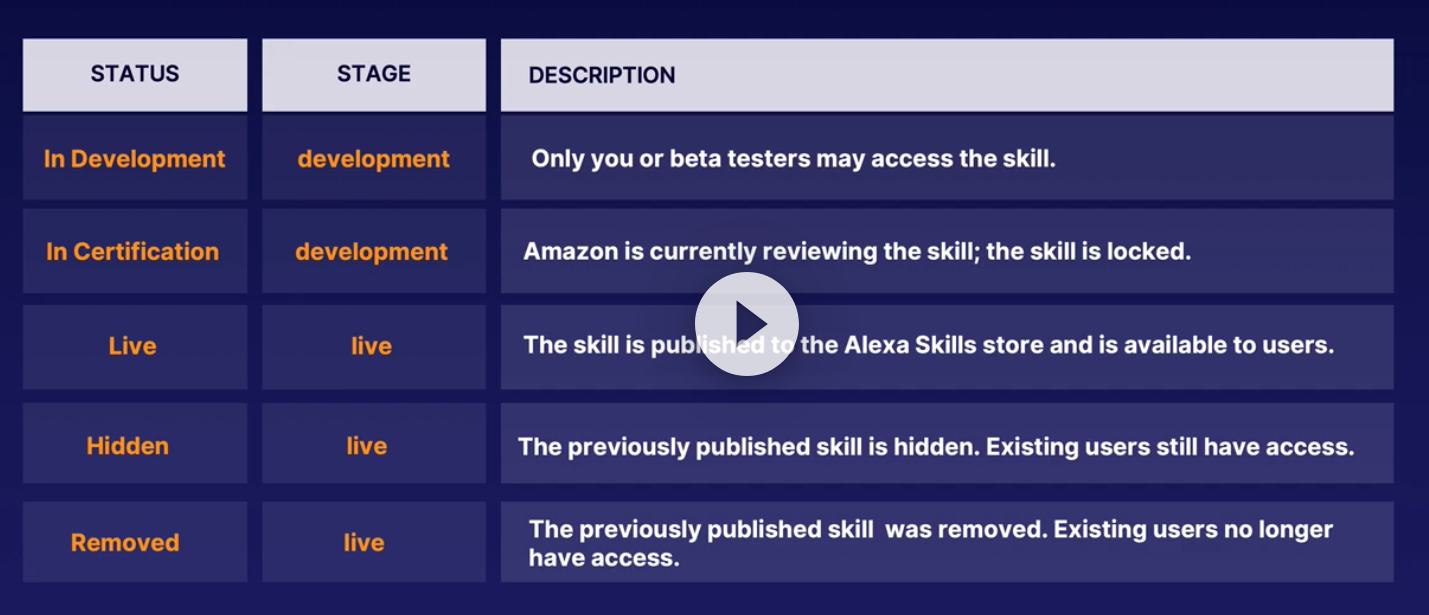 STATUS STAGE DESCRIPTION
In Development development Only you or beta testers may access the skill.
In Certification development Amazon is currently reviewing the skill; the skill is locked.
Live live The skill is published to the Alexa Skills store and is available to users.
Hidden live The previously published skill is hidden. Existing users still have access.
Removed live The previously published skill was removed. Existing users no longer
have access.